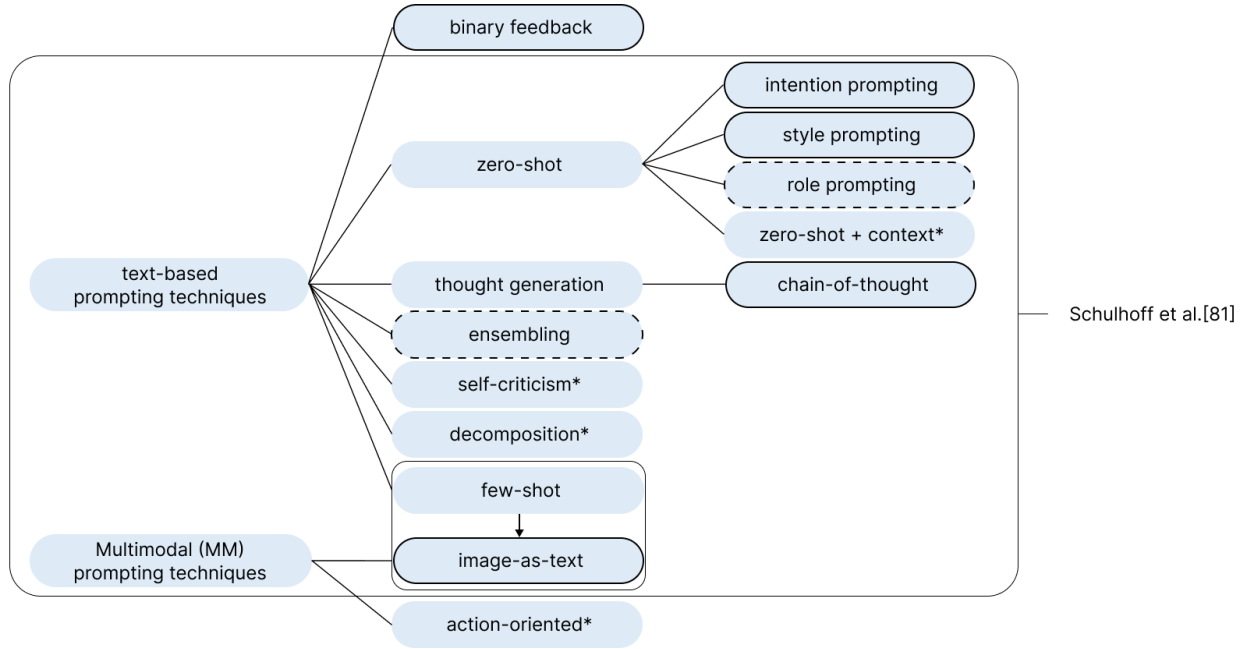 binary feedback
intention prompting
style prompting
zero-shot
role prompting
zero-shot + context*
text-based
prompting techniques
thought generation
chain-of-thought
Schulhoff et al.[81]
ensembling
self-criticism*
decomposition*
few-shot
Multimodal (MM)
prompting techniques
image-as-text
action-oriented*